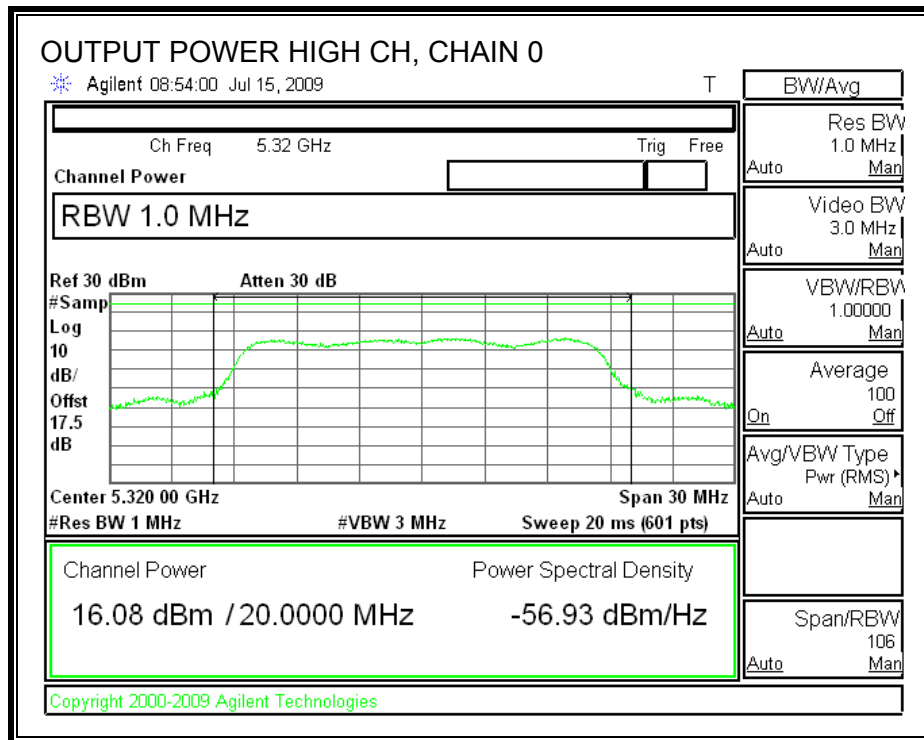 OUTPUT POWER HIGH CH, CHAIN 0
Agilent 08:54:00 Jul 15, 2009 T
Ch Freq 5.32 GHz Trig Free
Channel Power
RBW 1.0 MHz
Ref 30 dBm Atten 30 dB
#Samp
Log
10
dB/
Offst
17.5
dB
Center 5.320 00 GHz Span 30 MHz
#Res BW 1 MHz #VBW 3 MHz Sweep 20 ms (601 pts)
Channel Power Power Spectral Density
16.08 dBm / 20.0000 MHz -56.93 dBm/Hz
Copyright 2000-2009 Agilent Technologies
BW/Avg
Res BW
1.0 MHz
Auto Man
Video BW
3.0 MHz
Auto Man
VBW/RBW
1.00000
Auto Man
Average
100
On Off
Avg/VBW Type
Pwr (RMS)
Auto Man
Span/RBW
106
Auto Man